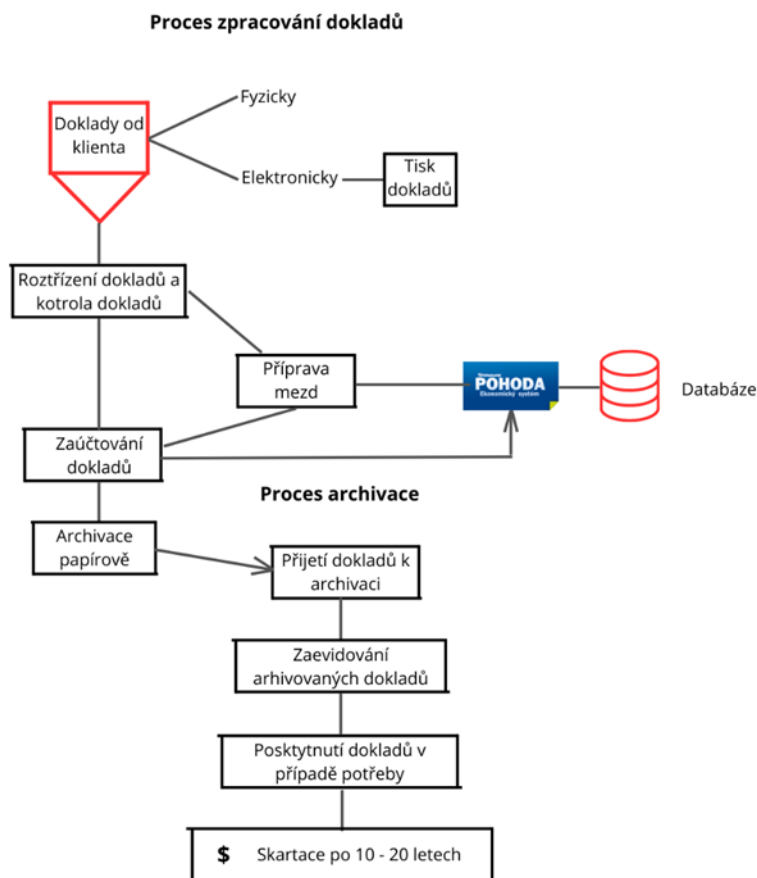 Proces zpracování dokladů
Fyzicky
Doklady od
klienta
Elektronicky
Tisk
dokladů
Roztřízení dokladů a
kotrola dokladů
Příprava
mezd
POHODA
Ekonomický systém
Databáze
Zaúčtování
dokladů
Proces archivace
Archivace
papírově
Přijetí dokladů k
archivaci
Zaevidování
arhivovaných dokladů
Posktytnutí dokladů v
případě potřeby
$ Skartace po 10 - 20 letech